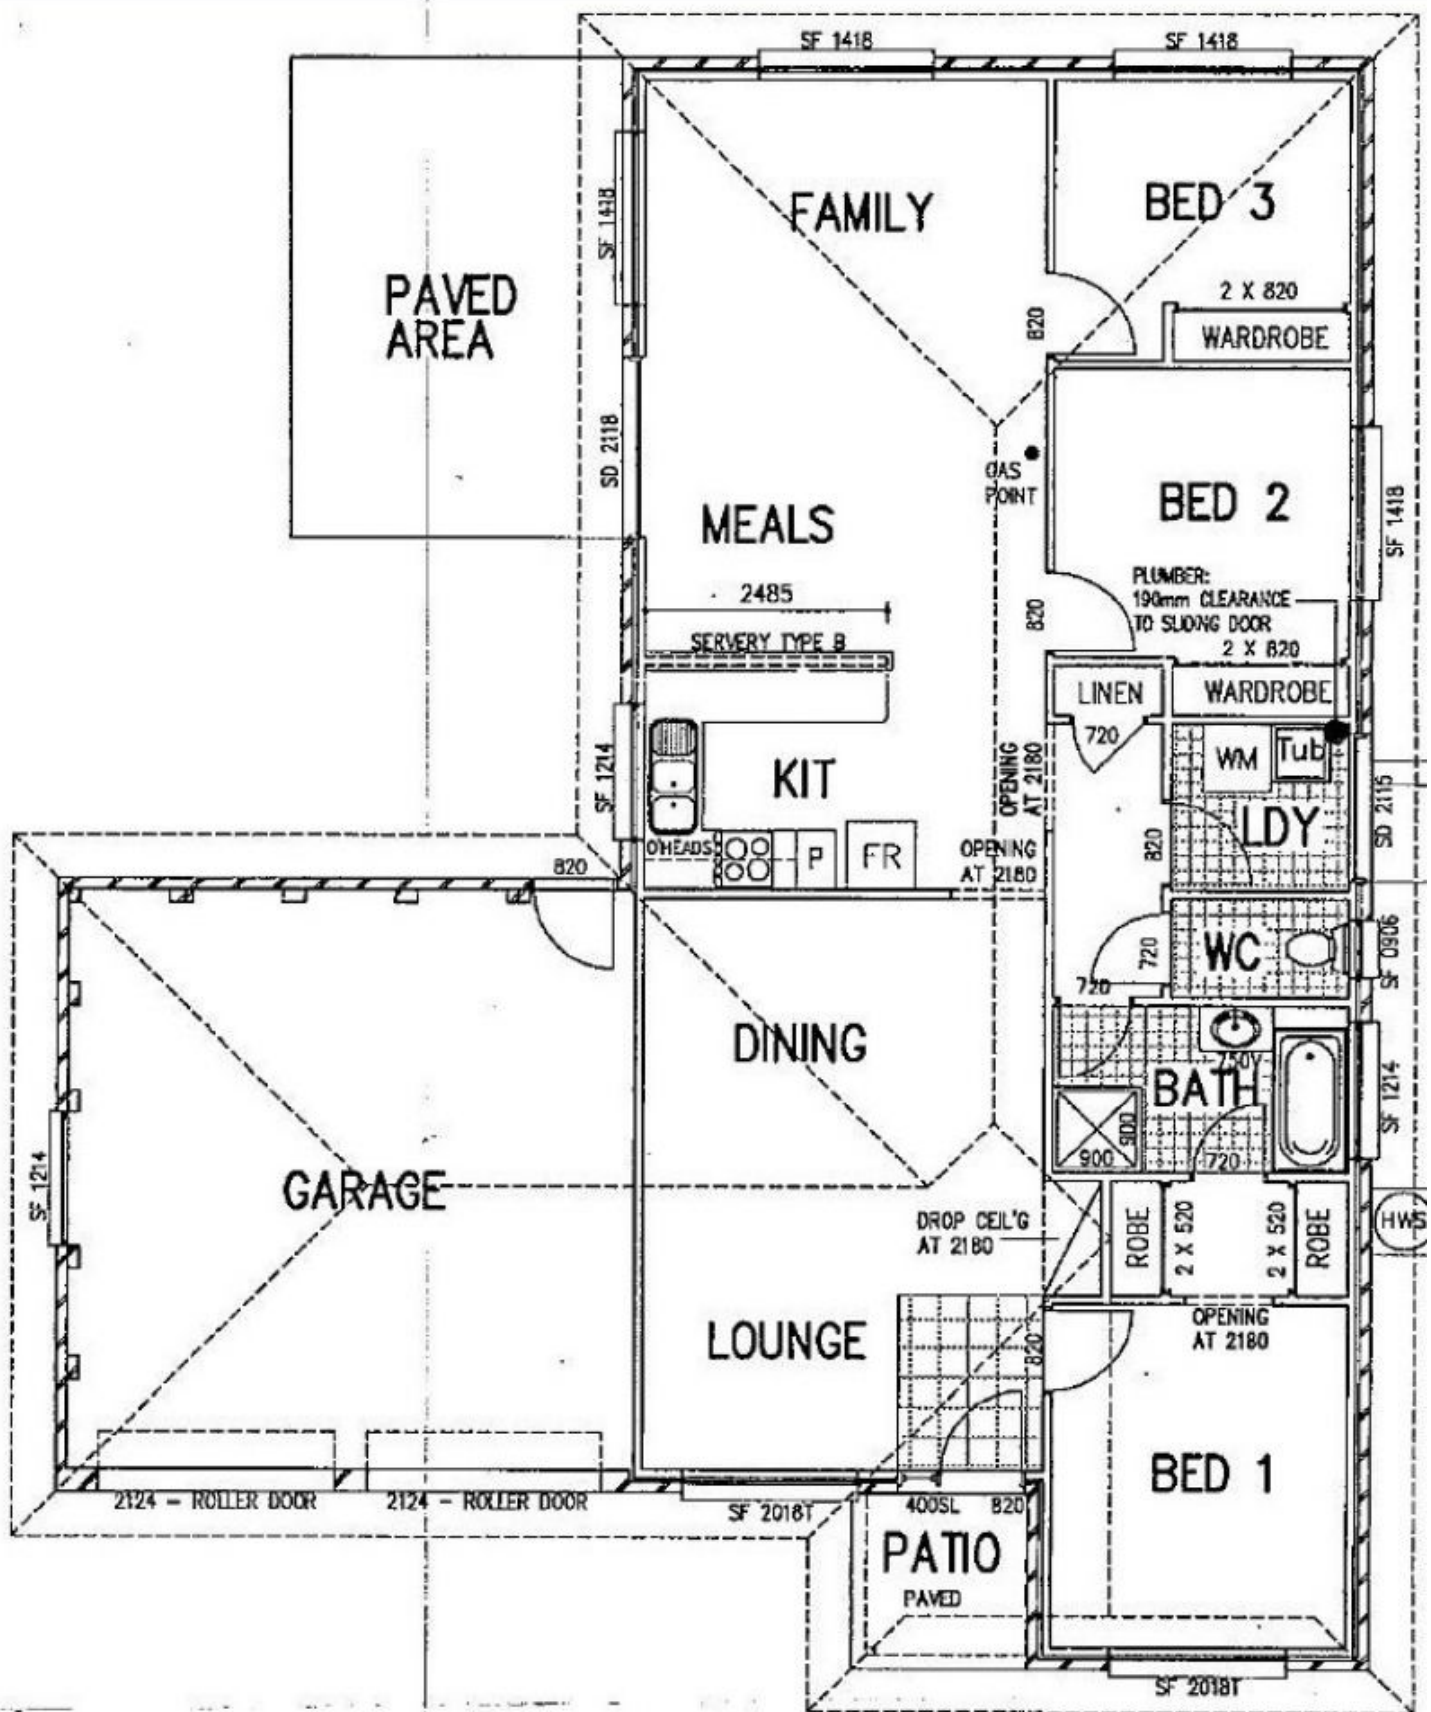 SF 1418
SF 1418
SF 1418
FAMILY
BED 3
PAVED
AREA
820
2 X 820
WARDROBE
SD 2118
GAS
POINT
MEALS
BED 2
SF 1418
2485
PLUMBER:
190mm CLEARANCE
TO SLIDING DOOR
820
2 X 820
SERVERY TYPE B
LINEN
WARDROBE
720
SF 1214
KIT
OPENING
AT 2180
WM
Tub
LDY
SD 2115
820
O'HEADS
P
FR
OPENING
AT 2180
820
WC
720
SF 0906
720
DINING
750V
BATH
SF 1214
900
900
720
GARAGE
SF 1214
DROP CEIL'G
AT 2180
ROBE
2 X 520
2 X 520
ROBE
HWS
OPENING
AT 2180
LOUNGE
820
BED 1
2124 - ROLLER DOOR
2124 - ROLLER DOOR
SF 2018T
400SL
820
PATIO
PAVED
SF 2018T